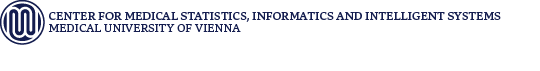 CENTER FOR MEDICAL STATISTICS, INFORMATICS AND INTELLIGENT SYSTEMS
MEDICAL UNIVERSITY OF VIENNA